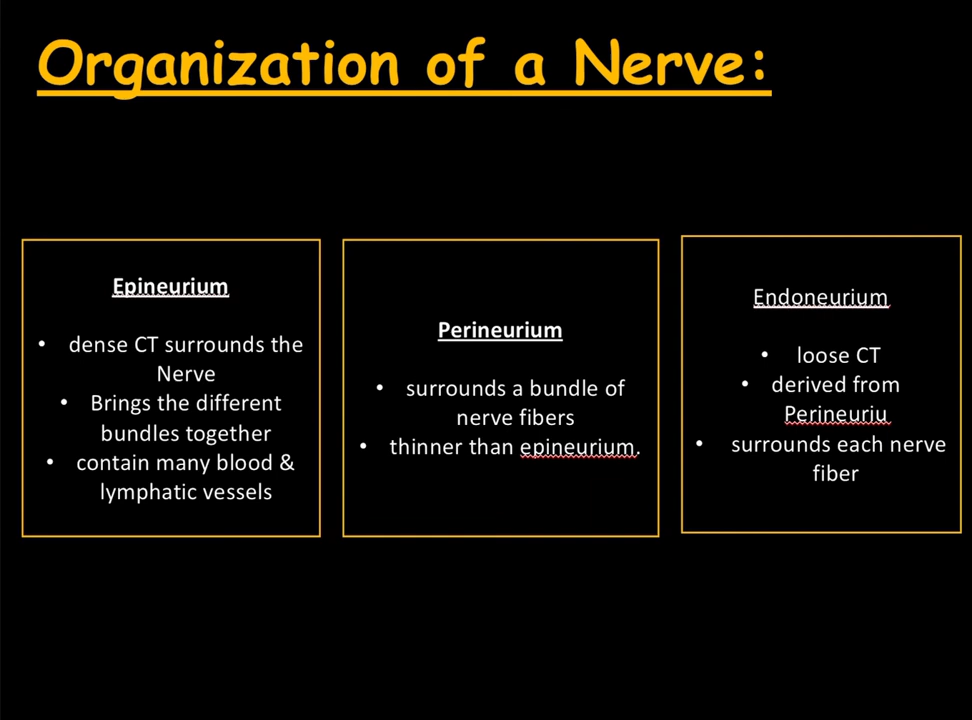 Organization of a Nerve:
Epineurium
• dense CT surrounds the
Nerve
• Brings the different
bundles together
• contain many blood &
lymphatic vessels
Perineurium
• surrounds a bundle of
nerve fibers
• thinner than epineurium.
Endoneurium
• loose CT
• derived from
Perineuriu
• surrounds each nerve
fiber